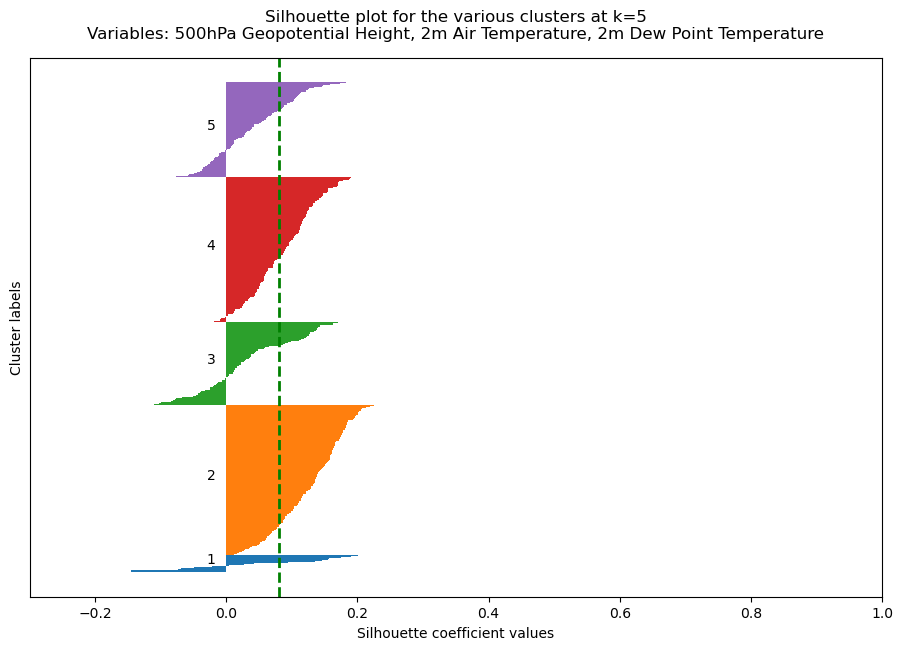 Silhouette plot for the various clusters at k=5
Variables: 500hPa Geopotential Height, 2m Air Temperature, 2m Dew Point Temperature
5
4
3
2
1
Cluster labels
−0.2 0.0 0.2 0.4 0.6 0.8 1.0
Silhouette coefficient values